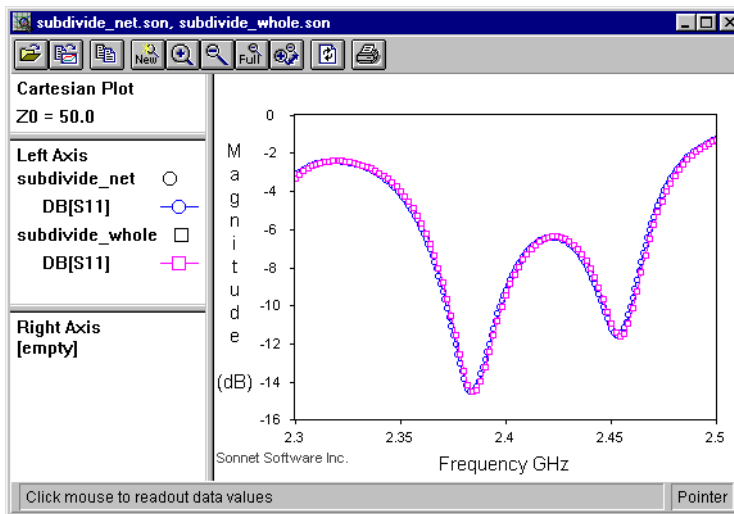 subdivide_net.son, subdivide_whole.son
New
Full
Cartesian Plot
Z0 = 50.0
Left Axis
subdivide_net
DB[S11]
subdivide_whole
DB[S11]
Right Axis
[empty]
Magnitude
(dB)
0
-2
-4
-6
-8
-10
-12
-14
-16
2.3
2.35
2.4
2.45
2.5
Sonnet Software Inc.
Frequency GHz
Click mouse to readout data values
Pointer